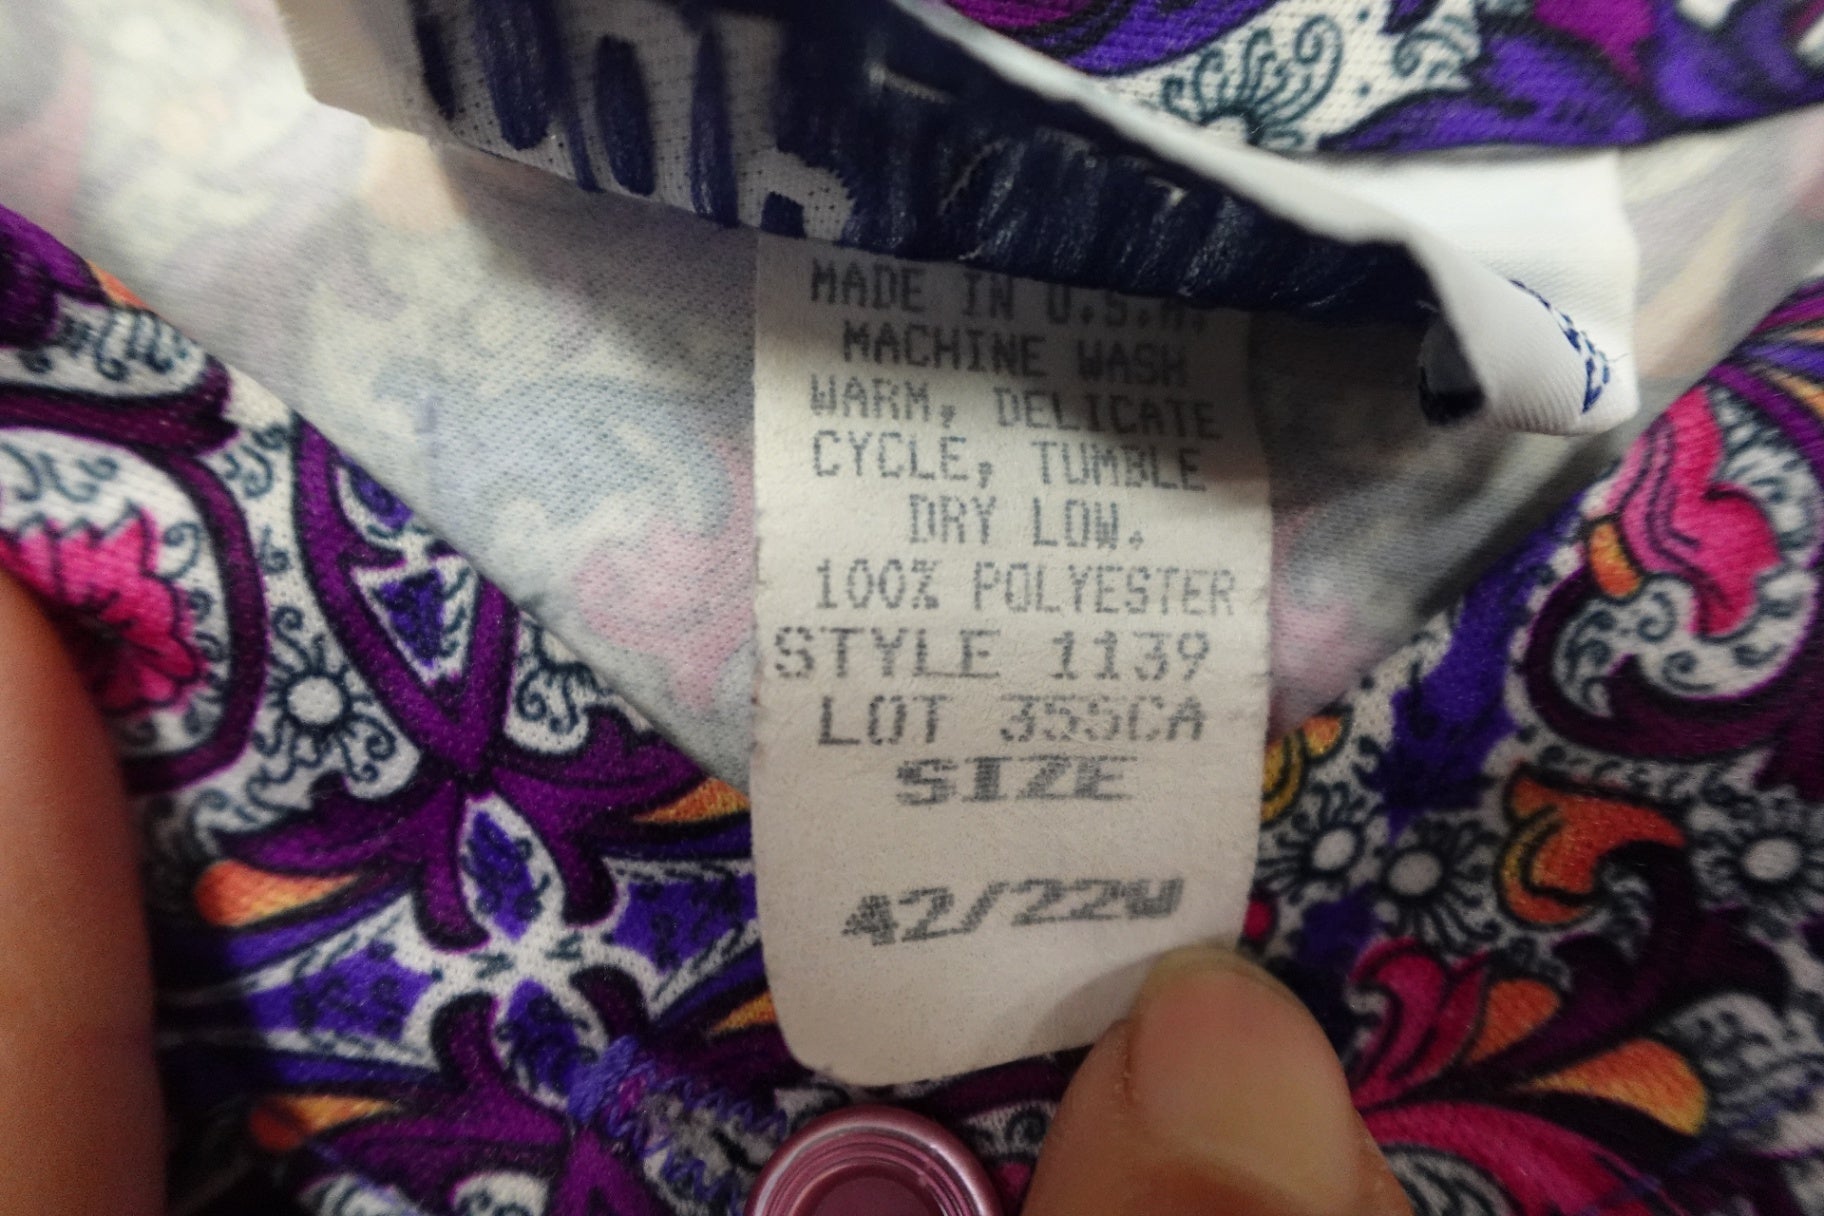 MADE IN U.S.A.
MACHINE WASH
WARM, DELICATE
CYCLE, TUMBLE
DRY LOW.
100% POLYESTER
STYLE 1139
LOT 355CA
SIZE
42/22W